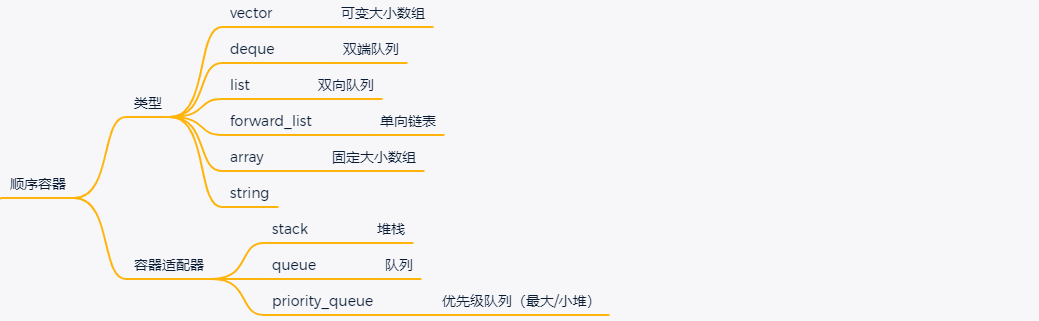 vector 可变大小数组
deque 双端队列
list 双向队列
类型
forward_list 单向链表
array 固定大小数组
顺序容器
string
stack 堆栈
容器适配器
queue 队列
priority_queue 优先级队列（最大/小堆）